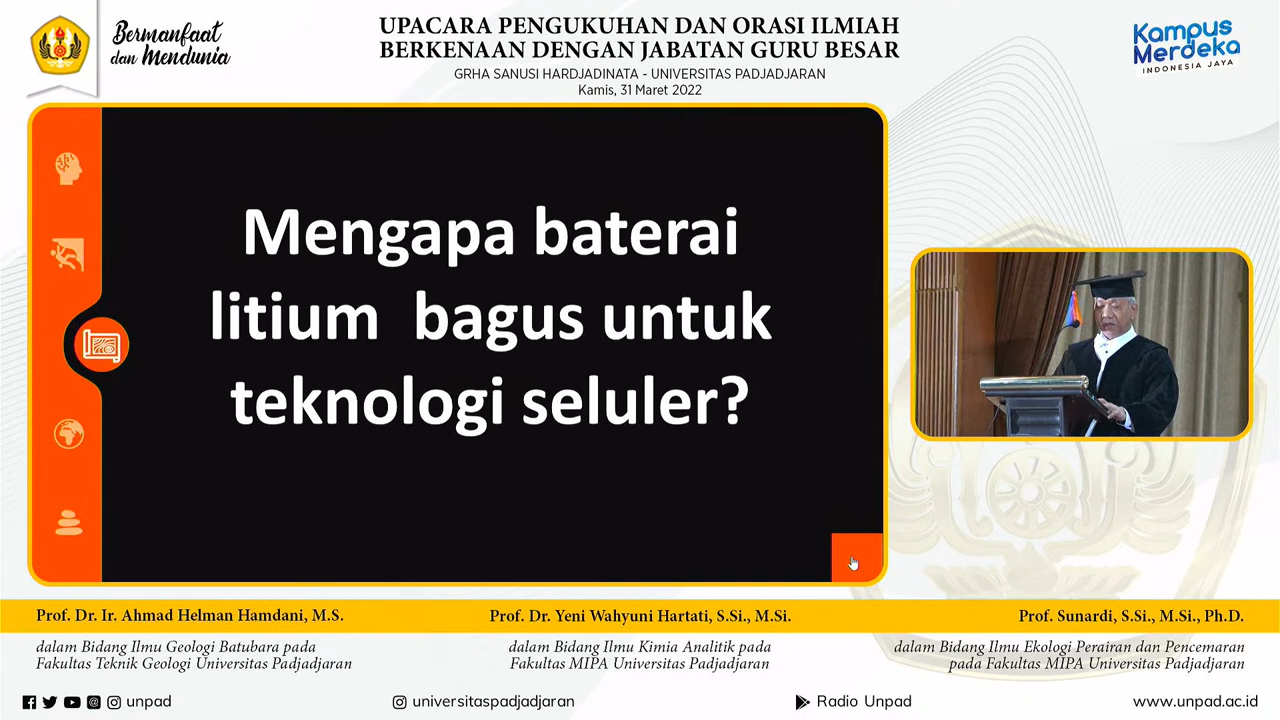 Bermanfaat
dan Mendunia
UPACARA PENGUKUHAN DAN ORASI ILMIAH
BERKENAAN DENGAN JABATAN GURU BESAR
GRHA SANUSI HARDJADINATA - UNIVERSITAS PADJADJARAN
Kamis, 31 Maret 2022
Kampus
Merdeka
INDONESIA JAYA
Mengapa baterai
litium bagus untuk
teknologi seluler?
Prof. Dr. Ir. Ahmad Helman Hamdani, M.S.
dalam Bidang Ilmu Geologi Batubara pada
Fakultas Teknik Geologi Universitas Padjadjaran
Prof. Dr. Yeni Wahyuni Hartati, S.Si., M.Si.
dalam Bidang Ilmu Kimia Analitik pada
Fakultas MIPA Universitas Padjadjaran
Prof. Sunardi, S.Si., M.Si., Ph.D.
dalam Bidang Ilmu Ekologi Perairan dan Pencemaran
pada Fakultas MIPA Universitas Padjadjaran
unpad
universitaspadjadjaran
Radio Unpad
www.unpad.ac.id